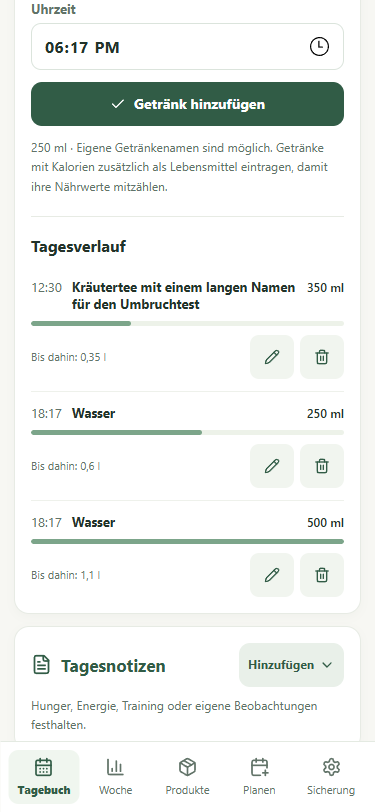 Uhrzeit
06:17 PM
Getränk hinzufügen
250 ml · Eigene Getränkenamen sind möglich. Getränke
mit Kalorien zusätzlich als Lebensmittel eintragen, damit
ihre Nährwerte mitzählen.
Tagesverlauf
12:30 Kräutertee mit einem langen Namen 350 ml
für den Umbruchtest
Bis dahin: 0,35 l
18:17 Wasser 250 ml
Bis dahin: 0,6 l
18:17 Wasser 500 ml
Bis dahin: 1,1 l
Tagesnotizen Hinzufügen
Hunger, Energie, Training oder eigene Beobachtungen
festhalten.
Tagebuch Woche Produkte Planen Sicherung